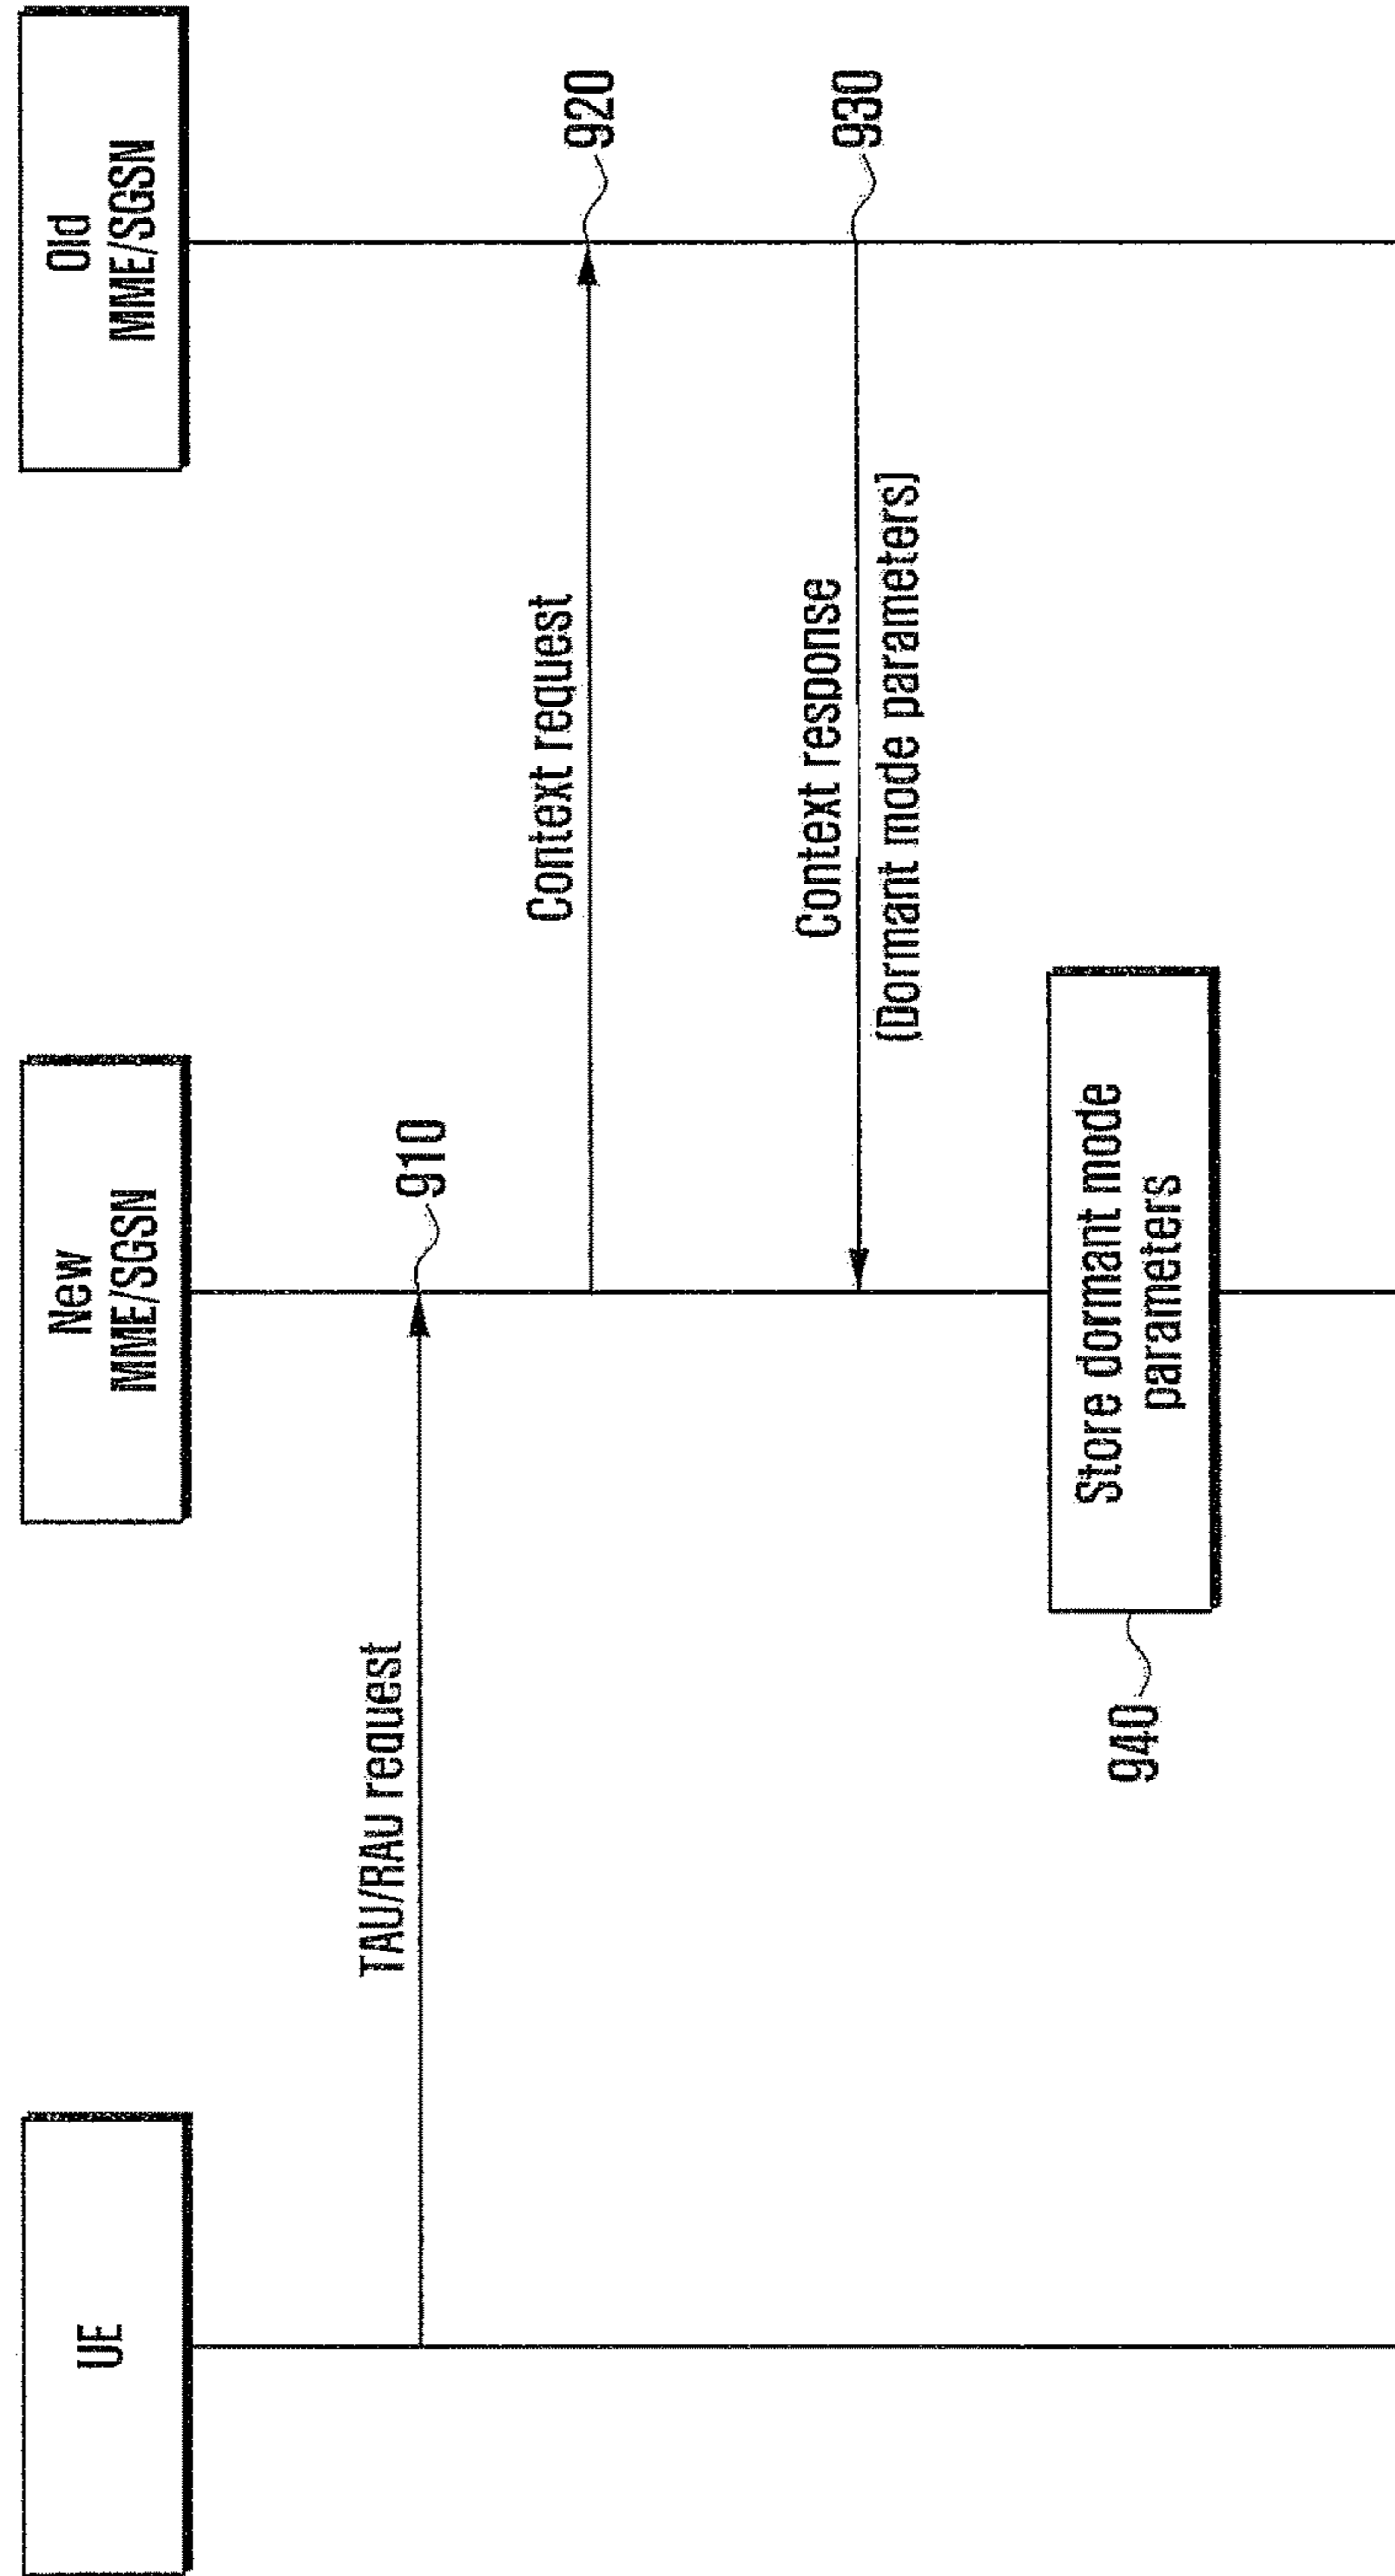 UE
New
MME/SGSN
Old
MME/SGSN
TAU/RAU request
910
Context request
920
Context response
(Dormant mode parameters)
930
940
Store dormant mode
parameters